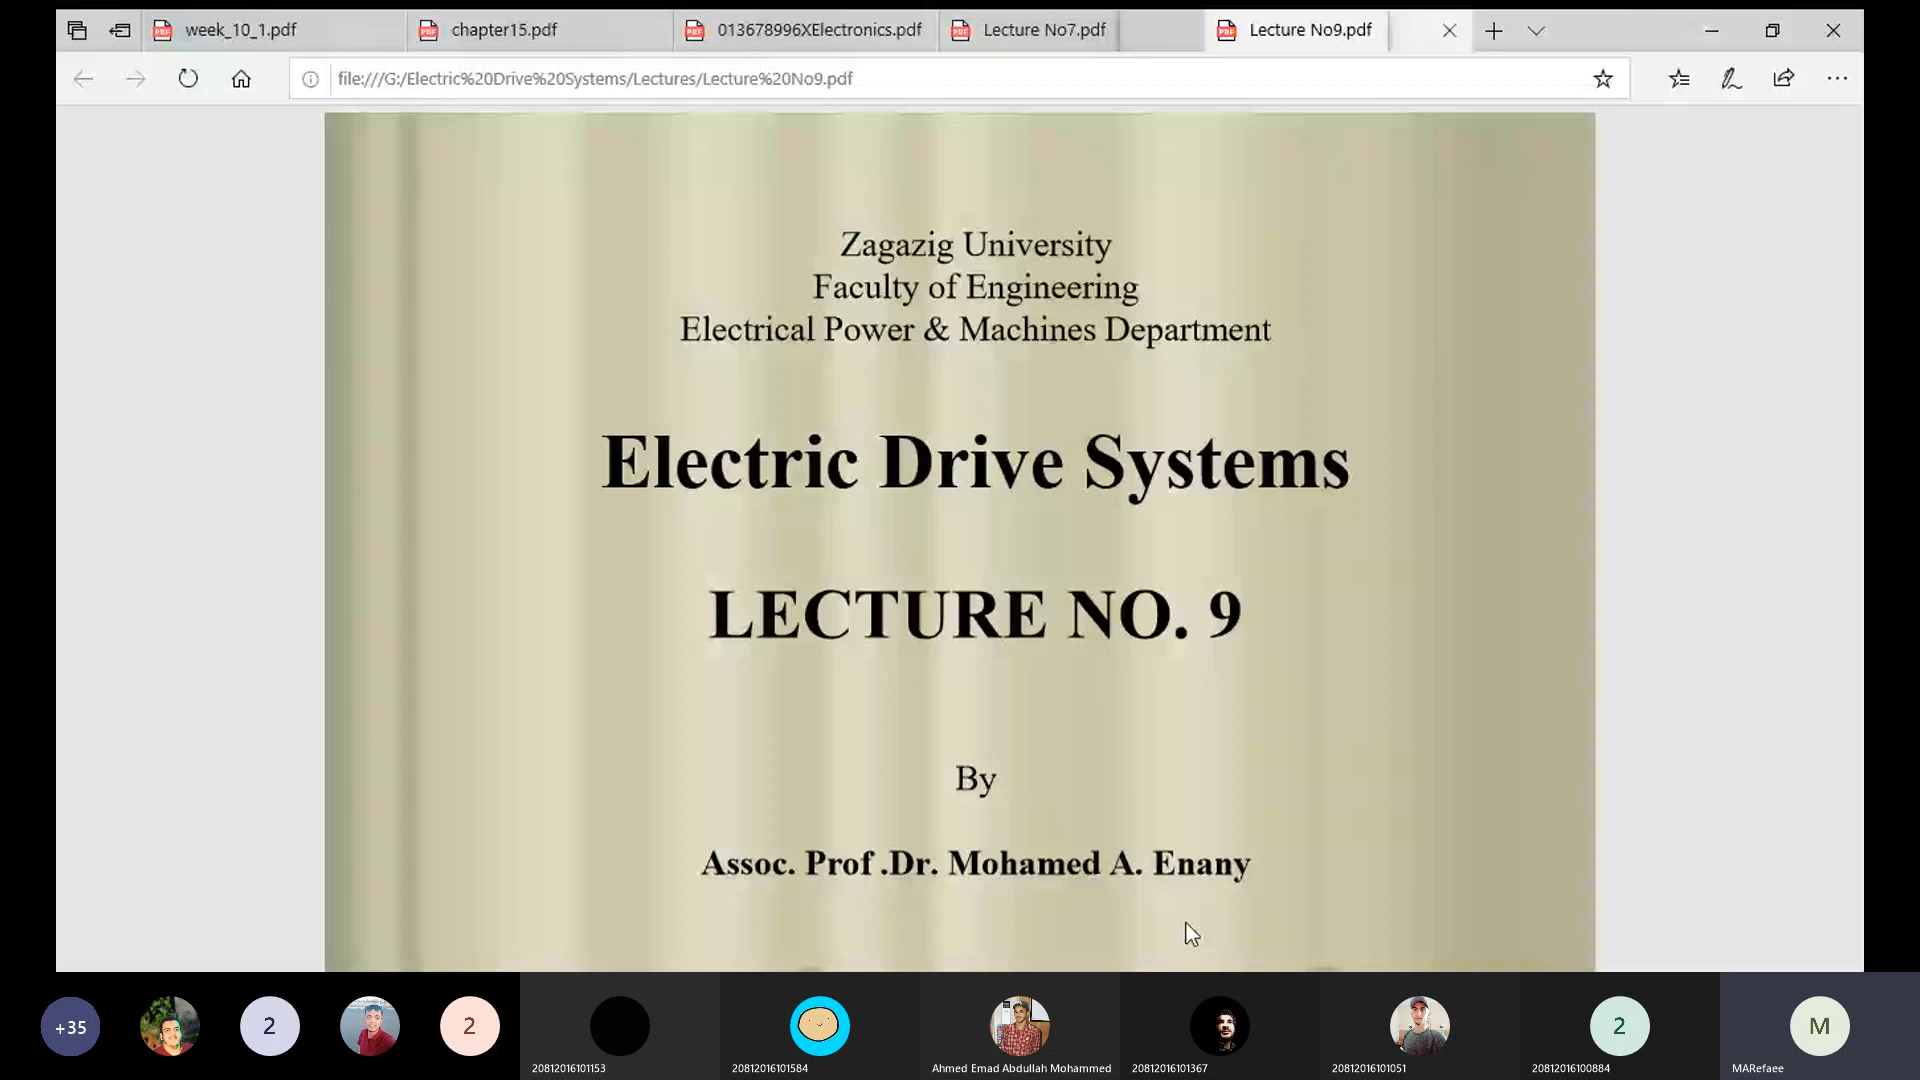 week_10_1.pdf
chapter15.pdf
013678996XElectronics.pdf
Lecture No7.pdf
Lecture No9.pdf
file:///G:/Electric%20Drive%20Systems/Lectures/Lecture%20No9.pdf
Zagazig University
Faculty of Engineering
Electrical Power & Machines Department
Electric Drive Systems
LECTURE NO. 9
By
Assoc. Prof .Dr. Mohamed A. Enany
+35
2
2
2
M
20812016101153
20812016101584
Ahmed Emad Abdullah Mohammed
20812016101367
20812016101051
20812016100884
MARefaee